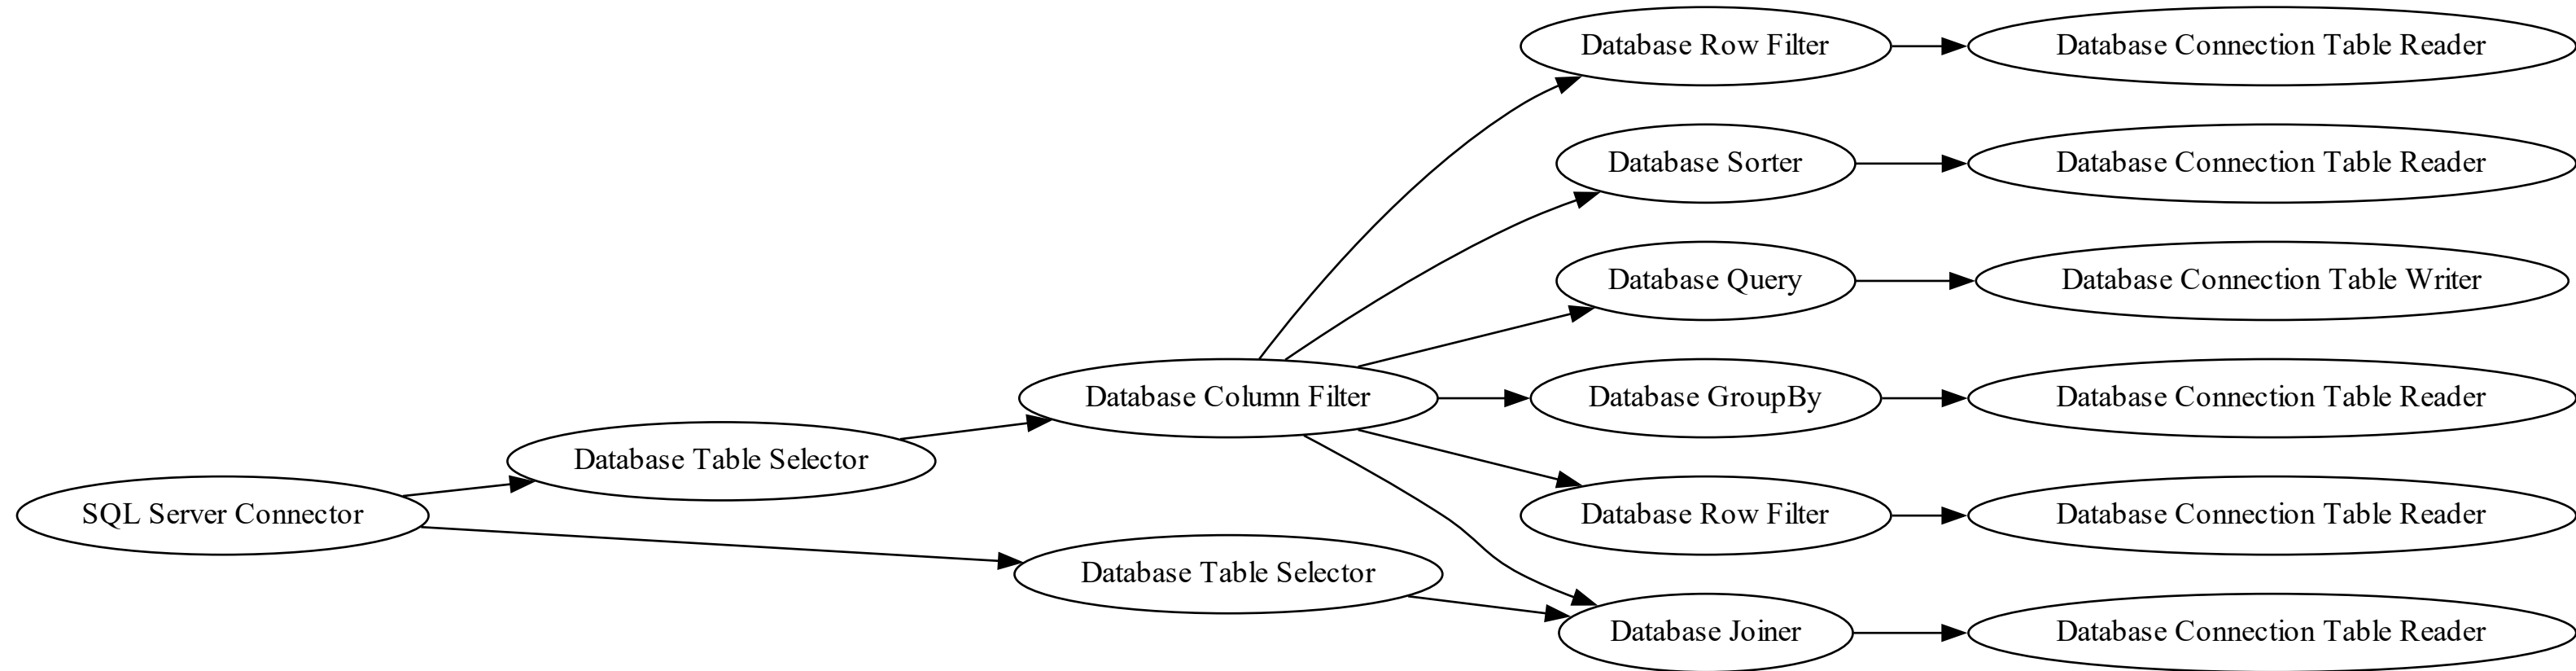 Database Row Filter
Database Connection Table Reader
Database Sorter
Database Connection Table Reader
Database Query
Database Connection Table Writer
Database Column Filter
Database GroupBy
Database Connection Table Reader
Database Table Selector
SQL Server Connector
Database Row Filter
Database Connection Table Reader
Database Table Selector
Database Joiner
Database Connection Table Reader